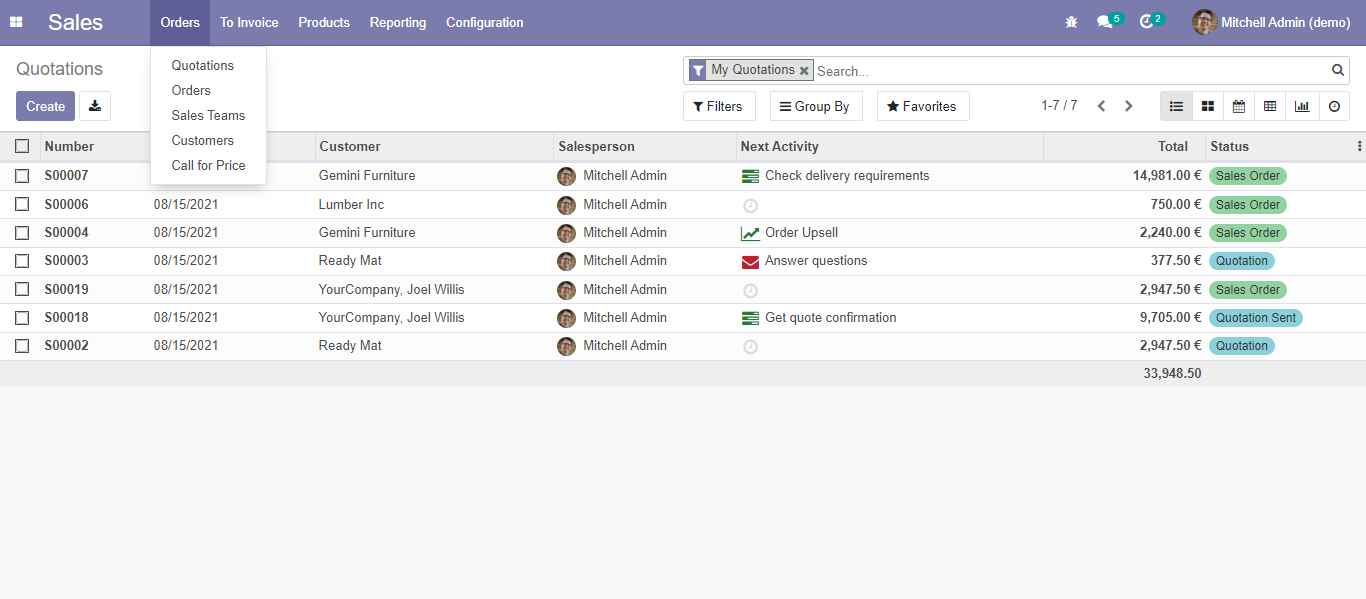 Sales Orders To Invoice Products Reporting Configuration 5 2 Mitchell Admin (demo)
Quotations
My Quotations Search...
Create
Filters Group By Favorites 1-7 / 7
Quotations
Orders
Sales Teams
Customers
Call for Price
Number Customer Salesperson Next Activity Total Status
S00007 Gemini Furniture Mitchell Admin Check delivery requirements 14,981.00 € Sales Order
S00006 08/15/2021 Lumber Inc Mitchell Admin 750.00 € Sales Order
S00004 08/15/2021 Gemini Furniture Mitchell Admin Order Upsell 2,240.00 € Sales Order
S00003 08/15/2021 Ready Mat Mitchell Admin Answer questions 377.50 € Quotation
S00019 08/15/2021 YourCompany, Joel Willis Mitchell Admin 2,947.50 € Sales Order
S00018 08/15/2021 YourCompany, Joel Willis Mitchell Admin Get quote confirmation 9,705.00 € Quotation Sent
S00002 08/15/2021 Ready Mat Mitchell Admin 2,947.50 € Quotation
33,948.50